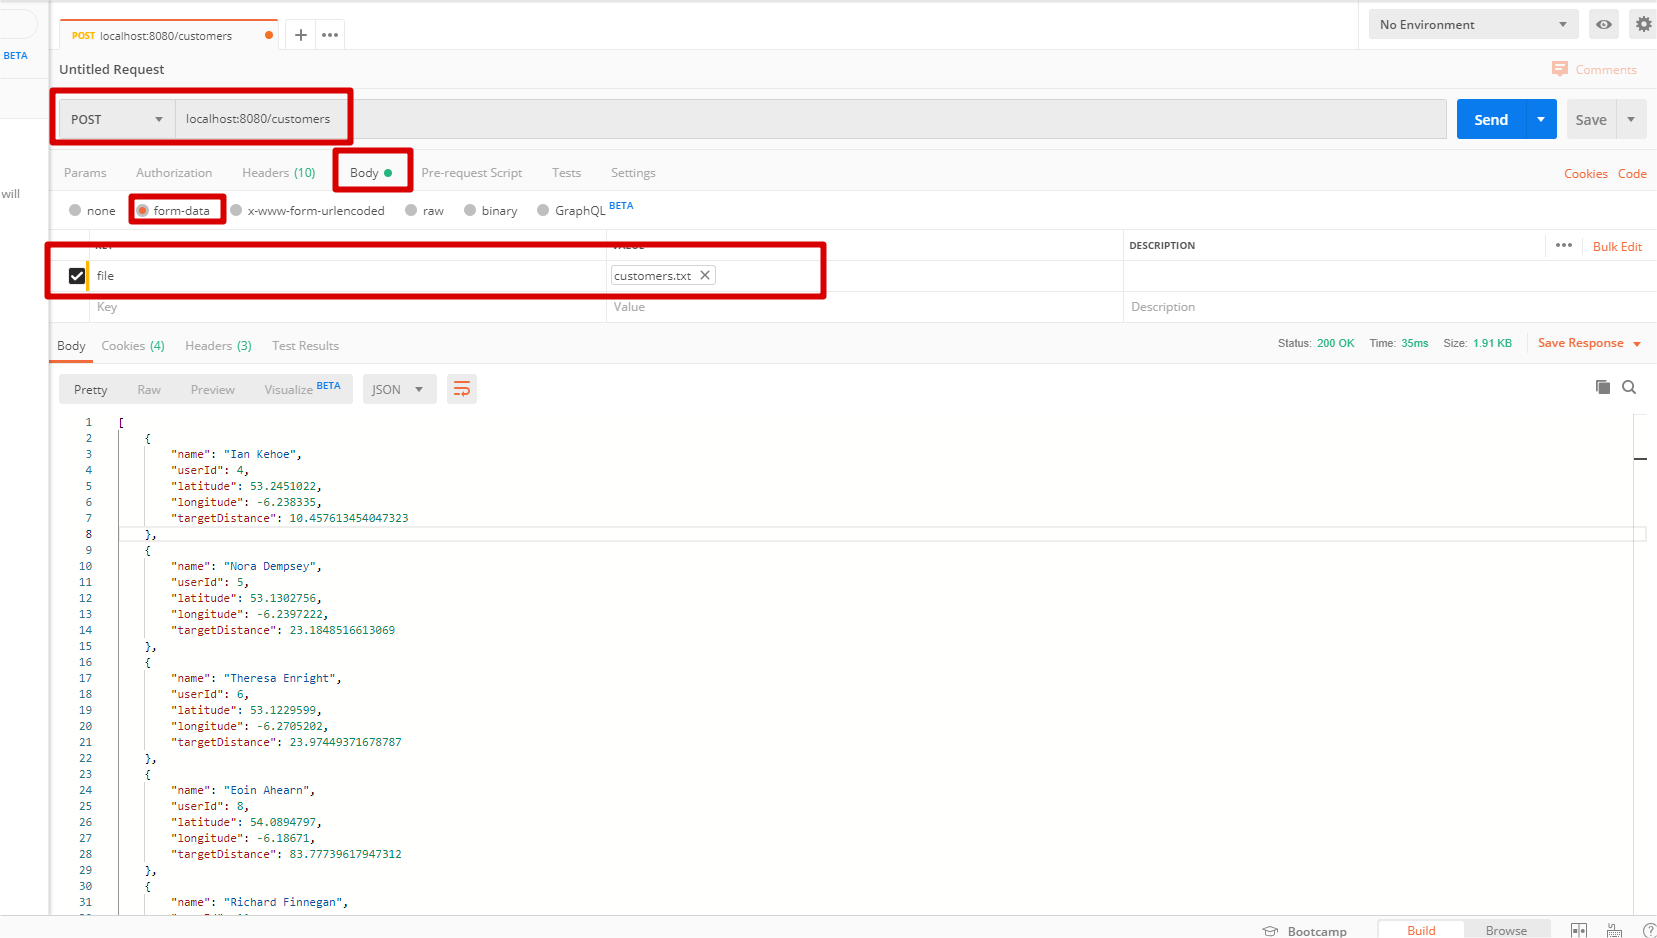 POST localhost:8080/customers
No Environment
BETA
Untitled Request
Comments
POST localhost:8080/customers
Send Save
Params Authorization Headers (10) Body Pre-request Script Tests Settings Cookies Code
will
none form-data x-www-form-urlencoded raw binary GraphQL BETA
KEY VALUE DESCRIPTION Bulk Edit
file customers.txt
Key Value Description
Body Cookies (4) Headers (3) Test Results Status: 200 OK Time: 35ms Size: 1.91 KB Save Response
Pretty Raw Preview Visualize BETA JSON
1 [
2 {
3 "name": "Ian Kehoe",
4 "userId": 4,
5 "latitude": 53.2451022,
6 "longitude": -6.238335,
7 "targetDistance": 10.457613454047323
8 },
9 {
10 "name": "Nora Dempsey",
11 "userId": 5,
12 "latitude": 53.1302756,
13 "longitude": -6.2397222,
14 "targetDistance": 23.1848516613069
15 },
16 {
17 "name": "Theresa Enright",
18 "userId": 6,
19 "latitude": 53.1229599,
20 "longitude": -6.2705202,
21 "targetDistance": 23.97449371678787
22 },
23 {
24 "name": "Eoin Ahearn",
25 "userId": 8,
26 "latitude": 54.0894797,
27 "longitude": -6.18671,
28 "targetDistance": 83.77739617947312
29 },
30 {
31 "name": "Richard Finnegan",
Bootcamp Build Browse